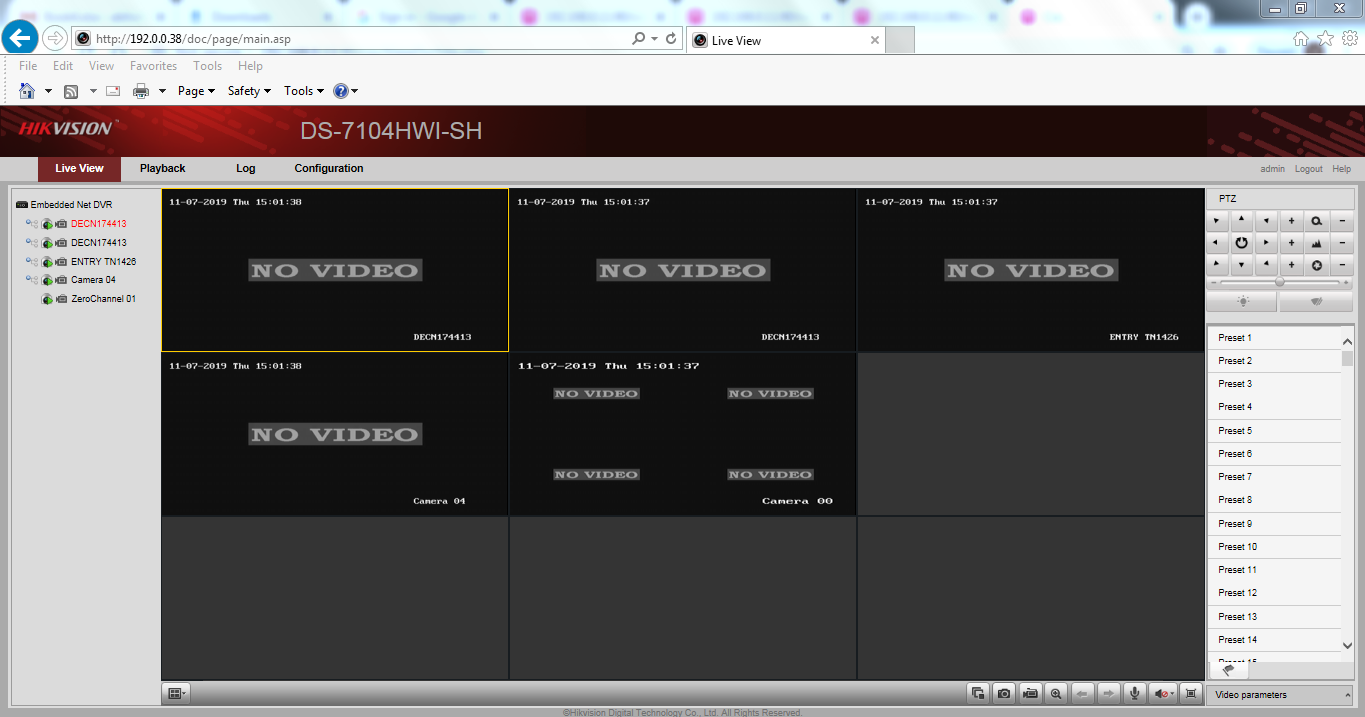 http://192.0.0.38/doc/page/main.asp
Live View
File Edit View Favorites Tools Help
Page Safety Tools
HIKVISION™
DS-7104HWI-SH
Live View Playback Log Configuration
admin Logout Help
Embedded Net DVR
DECN174413
DECN174413
ENTRY TN1426
Camera 04
ZeroChannel 01
11-07-2019 Thu 15:01:38
NO VIDEO
DECN174413
11-07-2019 Thu 15:01:37
NO VIDEO
DECN174413
11-07-2019 Thu 15:01:37
NO VIDEO
ENTRY TN1426
11-07-2019 Thu 15:01:38
NO VIDEO
Camera 04
11-07-2019 Thu 15:01:37
NO VIDEO NO VIDEO
NO VIDEO NO VIDEO
Camera 00
PTZ
Preset 1
Preset 2
Preset 3
Preset 4
Preset 5
Preset 6
Preset 7
Preset 8
Preset 9
Preset 10
Preset 11
Preset 12
Preset 13
Preset 14
Preset 15
Video parameters
©Hikvision Digital Technology Co., Ltd. All Rights Reserved.